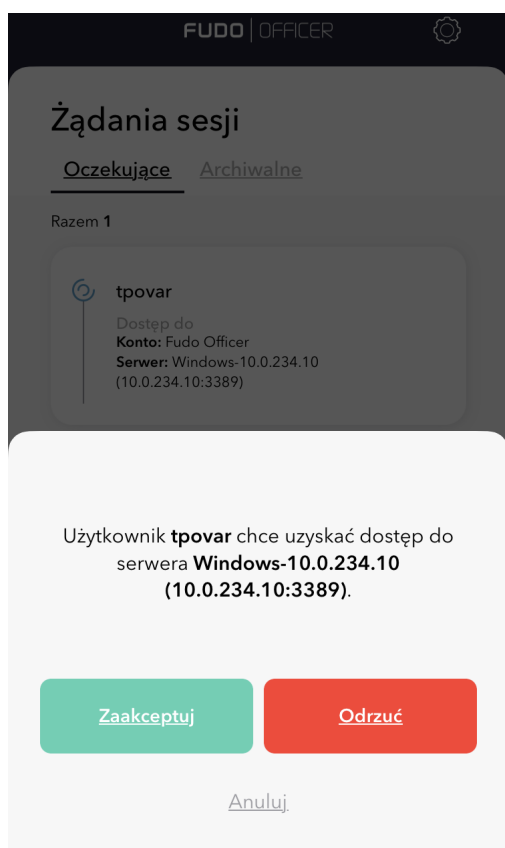 FUDO | OFFICER
Żądania sesji
Oczekujące Archiwalne
Razem 1
tpovar
Dostęp do
Konto: Fudo Officer
Serwer: Windows-10.0.234.10
(10.0.234.10:3389)
Użytkownik tpovar chce uzyskać dostęp do
serwera Windows-10.0.234.10
(10.0.234.10:3389).
Zaakceptuj Odrzuć
Anuluj